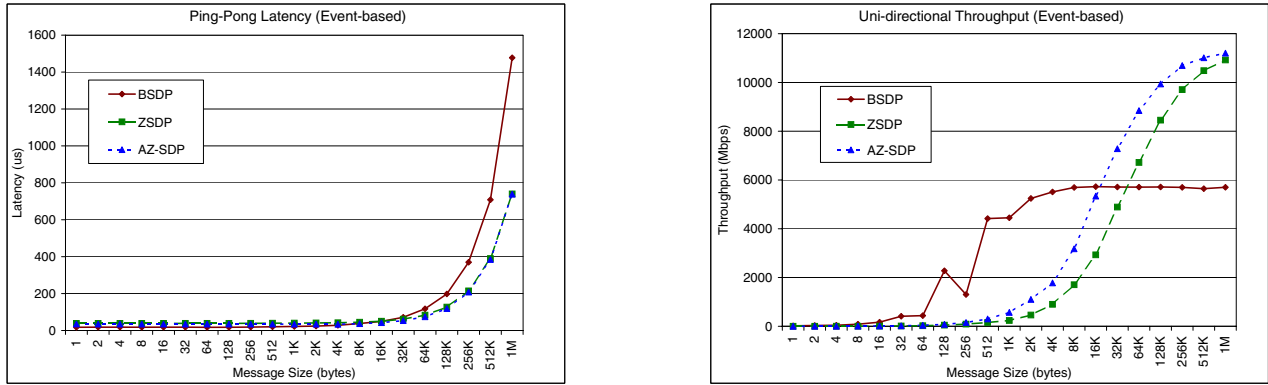 Ping-Pong Latency (Event-based)
1600
1400
1200
1000
800
600
400
200
0
Latency (us)
BSDP
ZSDP
AZ-SDP
1 2 4 8 16 32 64 128 256 512 1K 2K 4K 8K 16K 32K 64K 128K 256K 512K 1M
Message Size (bytes)
Uni-directional Throughput (Event-based)
12000
10000
8000
6000
4000
2000
0
Throughput (Mbps)
BSDP
ZSDP
AZ-SDP
1 2 4 8 16 32 64 128 256 512 1K 2K 4K 8K 16K 32K 64K 128K 256K 512K 1M
Message Size (bytes)